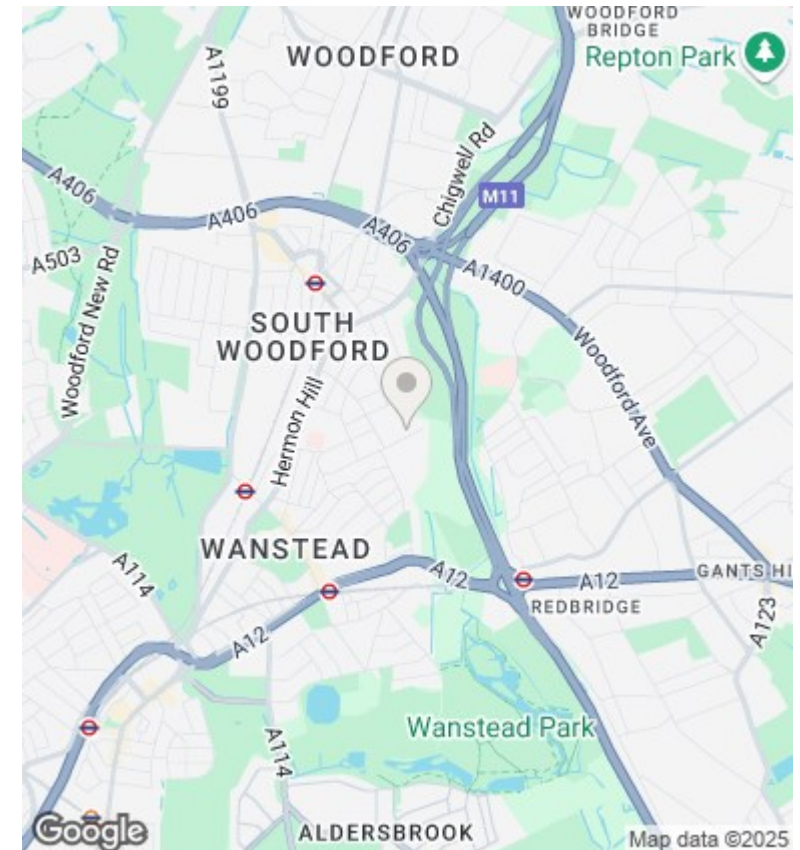 WOODFORD
BRIDGE
WOODFORD
Repton Park
A1199
Chigwell Rd
M11
A406
A406
A406
A503
A1400
Woodford New Rd
SOUTH
WOODFORD
Hermon Hill
Woodford Ave
WANSTEAD
A114
A12
A12
GANTS HI
REDBRIDGE
A123
A12
Wanstead Park
A114
ALDERSBROOK
Google
Map data ©2025